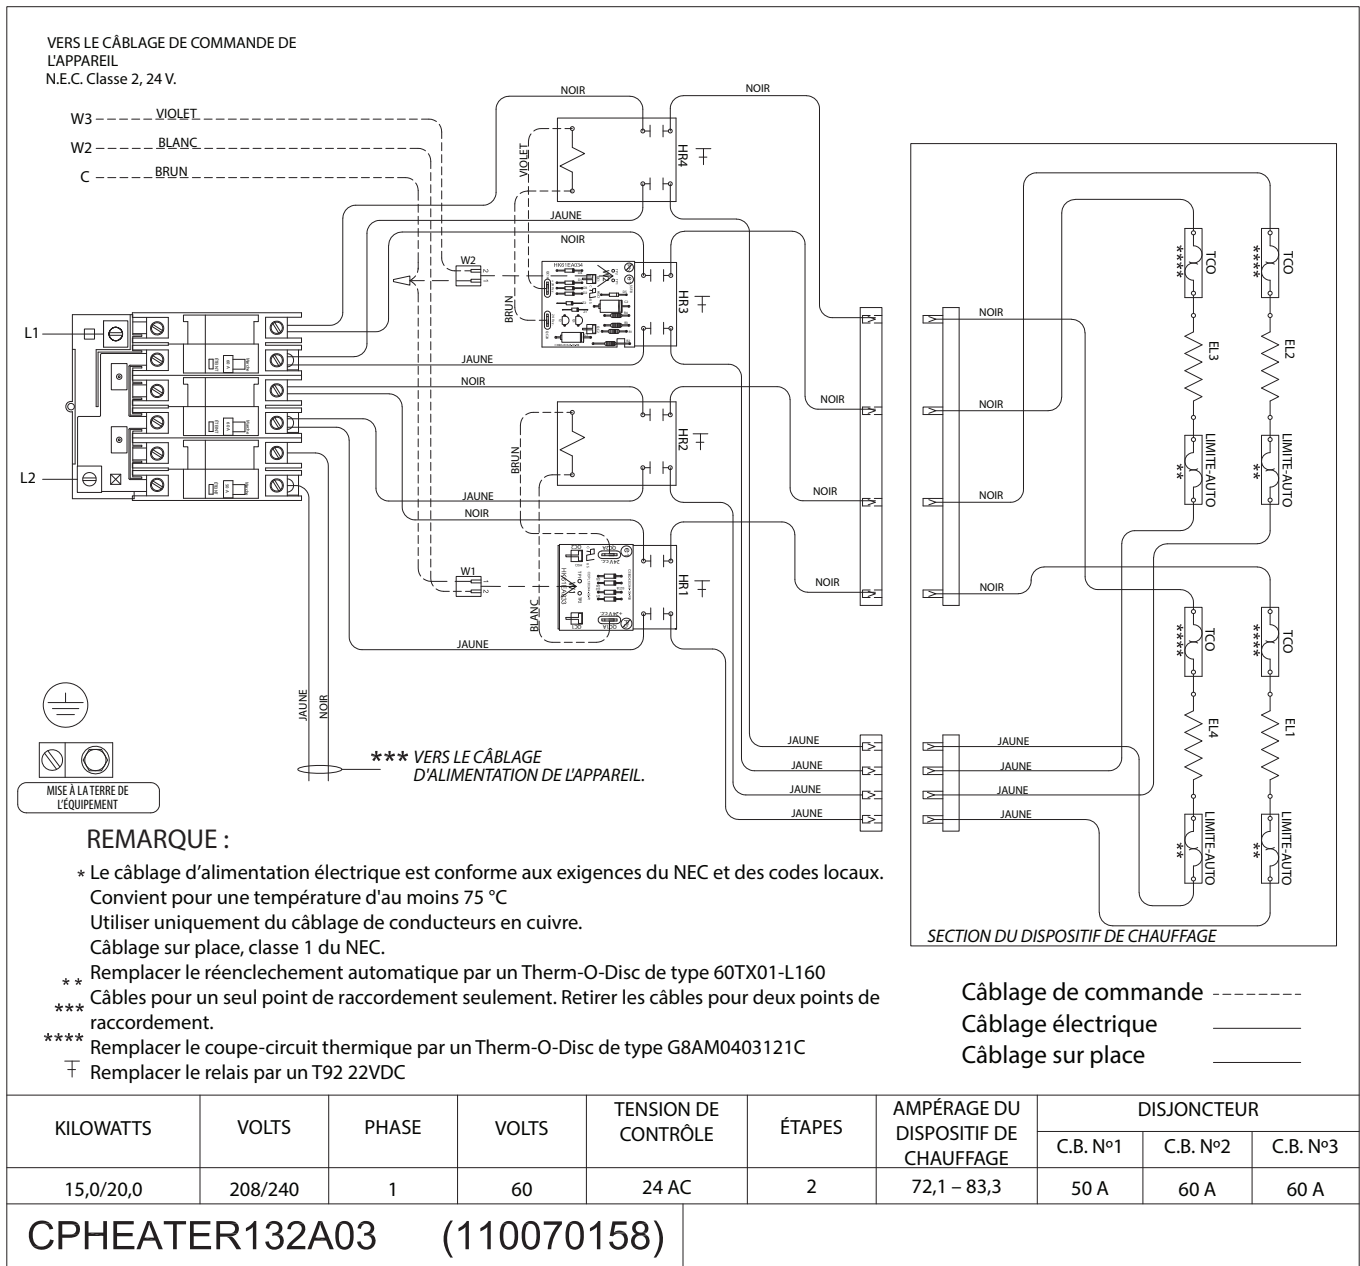 VERS LE CÂBLAGE DE COMMANDE DE
L'APPAREIL
N.E.C. Classe 2, 24 V.
W3 VIOLET
W2 BLANC
C BRUN
NOIR
NOIR
VIOLET
BRUN
HR4
JAUNE
NOIR
W2
2
1
HK61EA034
BRUN
HR3
L1
L2
JAUNE
NOIR
BRUN
HR2
JAUNE
NOIR
W1
1
2
BLANC
HR1
JAUNE
NOIR
NOIR
NOIR
JAUNE
JAUNE
JAUNE
JAUNE
NOIR
NOIR
NOIR
NOIR
JAUNE
JAUNE
JAUNE
JAUNE
TCO
****
TCO
****
EL3
EL2
LIMITE-AUTO
**
LIMITE-AUTO
**
TCO
****
TCO
****
EL4
EL1
LIMITE-AUTO
**
LIMITE-AUTO
**
SECTION DU DISPOSITIF DE CHAUFFAGE
JAUNE
NOIR
*** VERS LE CÂBLAGE
D'ALIMENTATION DE L'APPAREIL.
MISE À LA TERRE DE
L'ÉQUIPEMENT
REMARQUE :
* Le câblage d'alimentation électrique est conforme aux exigences du NEC et des codes locaux.
Convient pour une température d'au moins 75 °C
Utiliser uniquement du câblage de conducteurs en cuivre.
Câblage sur place, classe 1 du NEC.
** Remplacer le réenclechement automatique par un Therm-O-Disc de type 60TX01-L160
*** Câbles pour un seul point de raccordement seulement. Retirer les câbles pour deux points de
raccordement.
**** Remplacer le coupe-circuit thermique par un Therm-O-Disc de type G8AM0403121C
Remplacer le relais par un T92 22VDC
Câblage de commande
Câblage électrique
Câblage sur place
KILOWATTS VOLTS PHASE VOLTS TENSION DE CONTRÔLE ÉTAPES AMPÉRAGE DU DISPOSITIF DE CHAUFFAGE DISJONCTEUR
C.B. Nº1 C.B. Nº2 C.B. Nº3
15,0/20,0 208/240 1 60 24 AC 2 72,1 – 83,3 50 A 60 A 60 A
CPHEATER132A03 (110070158)